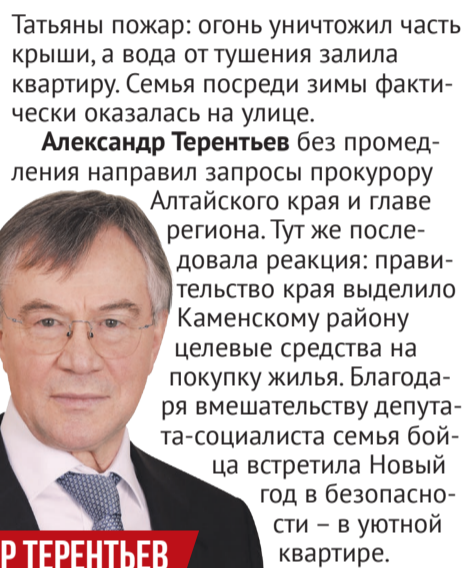 Татьяны пожар: огонь уничтожил часть
крыши, а вода от тушения залила
квартиру. Семья посреди зимы факти-
чески оказалась на улице.
Александр Терентьев без промед-
ления направил запросы прокурору
Алтайского края и главе
региона. Тут же после-
довала реакция: прави-
тельство края выделило
Каменскому району
целевые средства на
покупку жилья. Благода-
ря вмешательству депута-
та-социалиста семья бой-
ца встретила Новый
год в безопасно-
сти – в уютной
квартире.
Р ТЕРЕНТЬЕВ